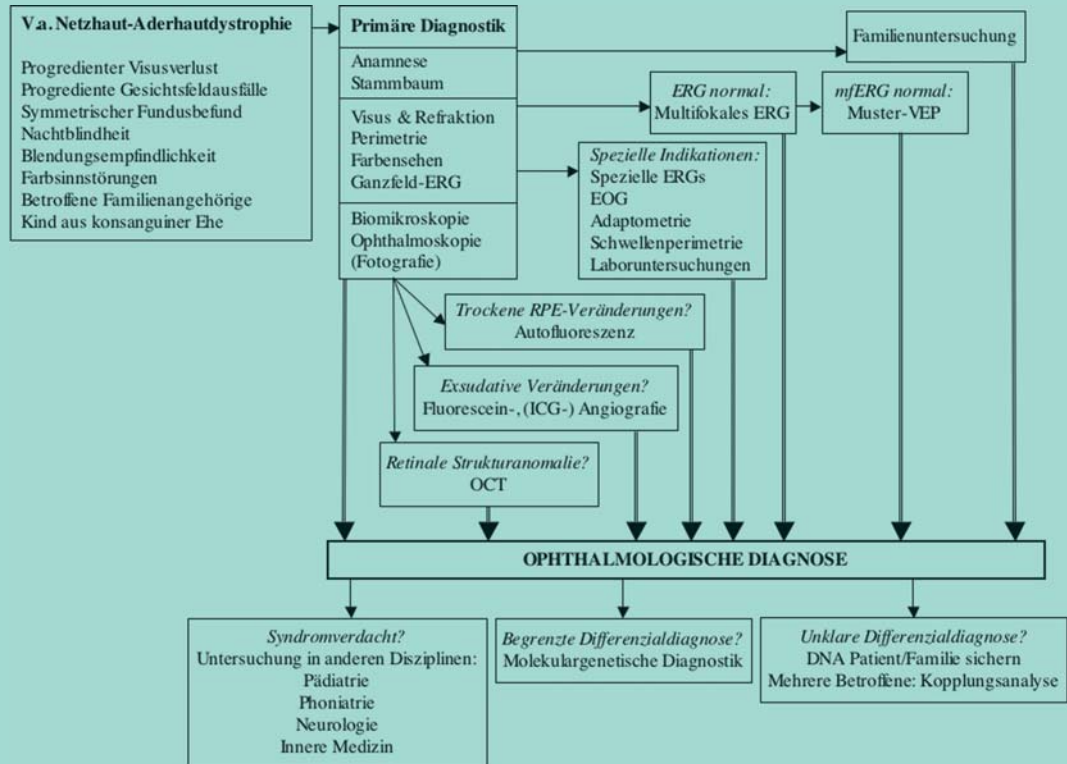 V.a. Netzhaut-Aderhautdystrophie
Progredienter Visusverlust
Progrediente Gesichtsfeldausfälle
Symmetrischer Fundusbefund
Nachtblindheit
Blendungsempfindlichkeit
Farbsinnstörungen
Betroffene Familienangehörige
Kind aus konsanguiner Ehe
Primäre Diagnostik
Anamnese
Stammbaum
Visus & Refraktion
Perimetrie
Farbensehen
Ganzfeld-ERG
Biomikroskopie
Ophthalmoskopie
(Fotografie)
Familienuntersuchung
ERG normal:
Multifokales ERG
mfERG normal:
Muster-VEP
Spezielle Indikationen:
Spezielle ERGs
EOG
Adaptometrie
Schwellenperimetrie
Laboruntersuchungen
Trockene RPE-Veränderungen?
Autofluoreszenz
Exsudative Veränderungen?
Fluorescein-, (ICG-) Angiografie
Retinale Strukturanomalie?
OCT
OPHTHALMOLOGISCHE DIAGNOSE
Syndromverdacht?
Untersuchung in anderen Disziplinen:
Pädiatrie
Phoniatrie
Neurologie
Innere Medizin
Begrenzte Differenzialdiagnose?
Molekulargenetische Diagnostik
Unklare Differenzialdiagnose?
DNA Patient/Familie sichern
Mehrere Betroffene: Kopplungsanalyse